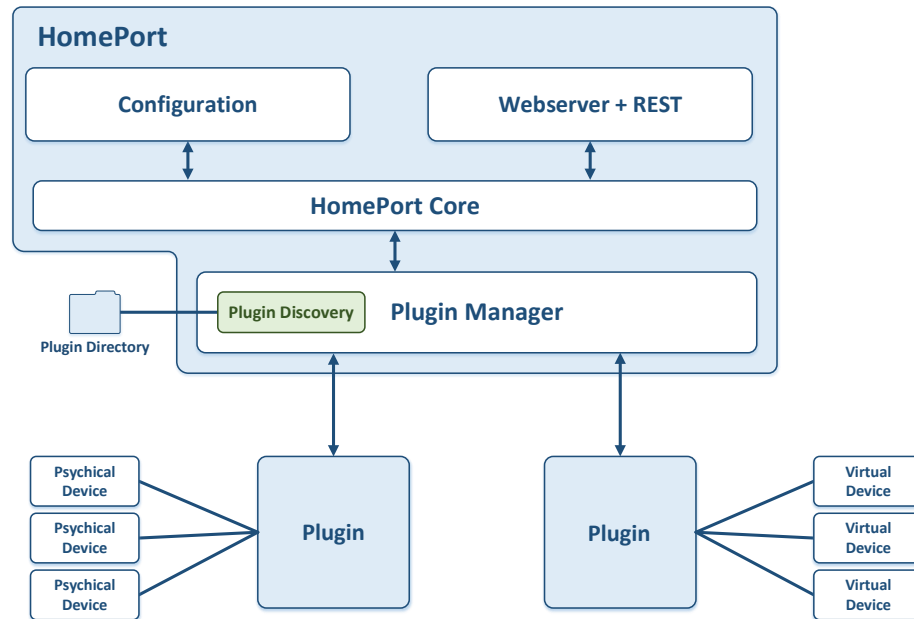 HomePort
Configuration
Webserver + REST
HomePort Core
Plugin Discovery
Plugin Manager
Plugin Directory
Psychical
Device
Psychical
Device
Psychical
Device
Plugin
Plugin
Virtual
Device
Virtual
Device
Virtual
Device